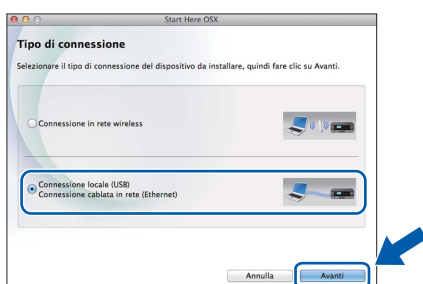 Start Here OSX
Tipo di connessione
Selezionare il tipo di connessione del dispositivo da installare, quindi fare clic su Avanti.
Connessione in rete wireless
Connessione locale (USB)
Connessione cablata in rete (Ethernet)
Annulla
Avanti